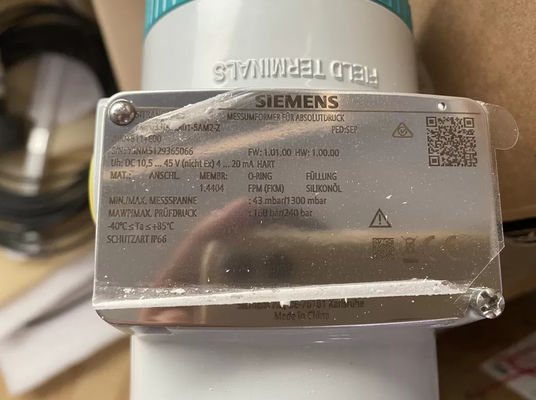 FIELD TERMINALS
SIEMENS
MESSUMFORMER FÜR ABSOLUTDRUCK
PED:SEP
FW: 1.01.00 HW: 1.00.00
Uh: DC 10,5 ... 45 V (nicht Ex) 4 ... 20 mA HART
MAT.: ANSCHL. MEMBR: O-RING FÜLLUNG
1.4404 FPM (FKM) SILIKONÖL
MIN./MAX. MESSPANNE : 43 mbar/1300 mbar
MAWP/MAX. PRÜFDRUCK : 160 bar/240 bar
-40°C ≤ Ta ≤ +85°C
SCHUTZART IP66
Made in China